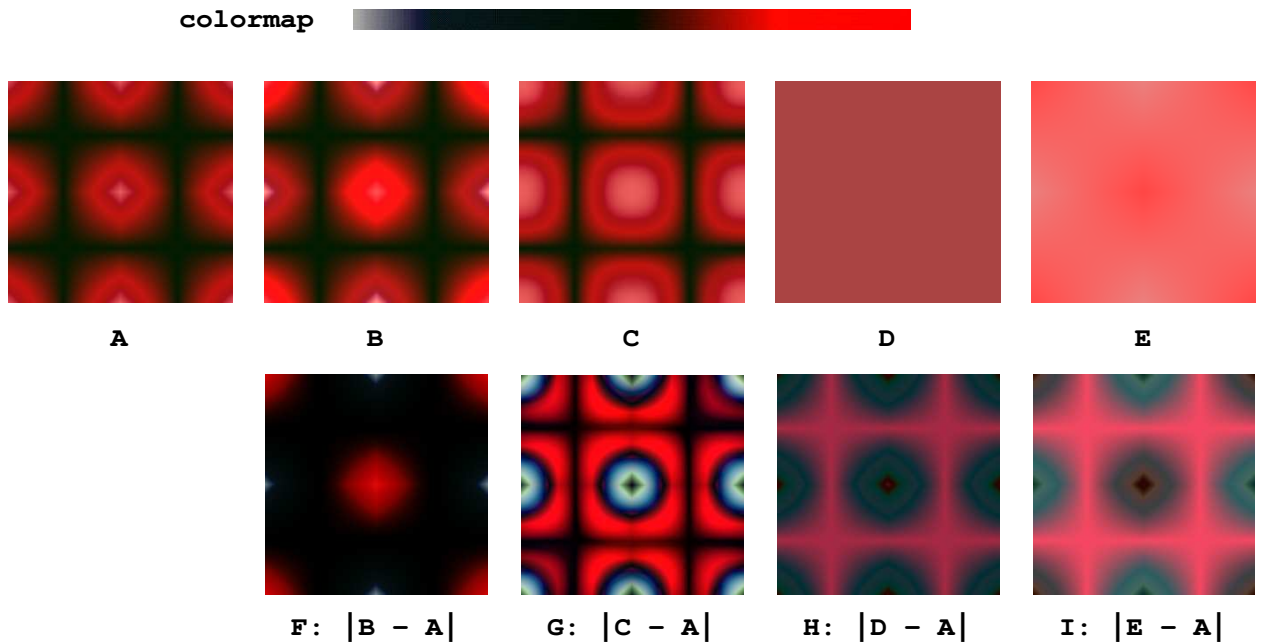 colormap
A B C D E
F: |B − A| G: |C − A| H: |D − A| I: |E − A|